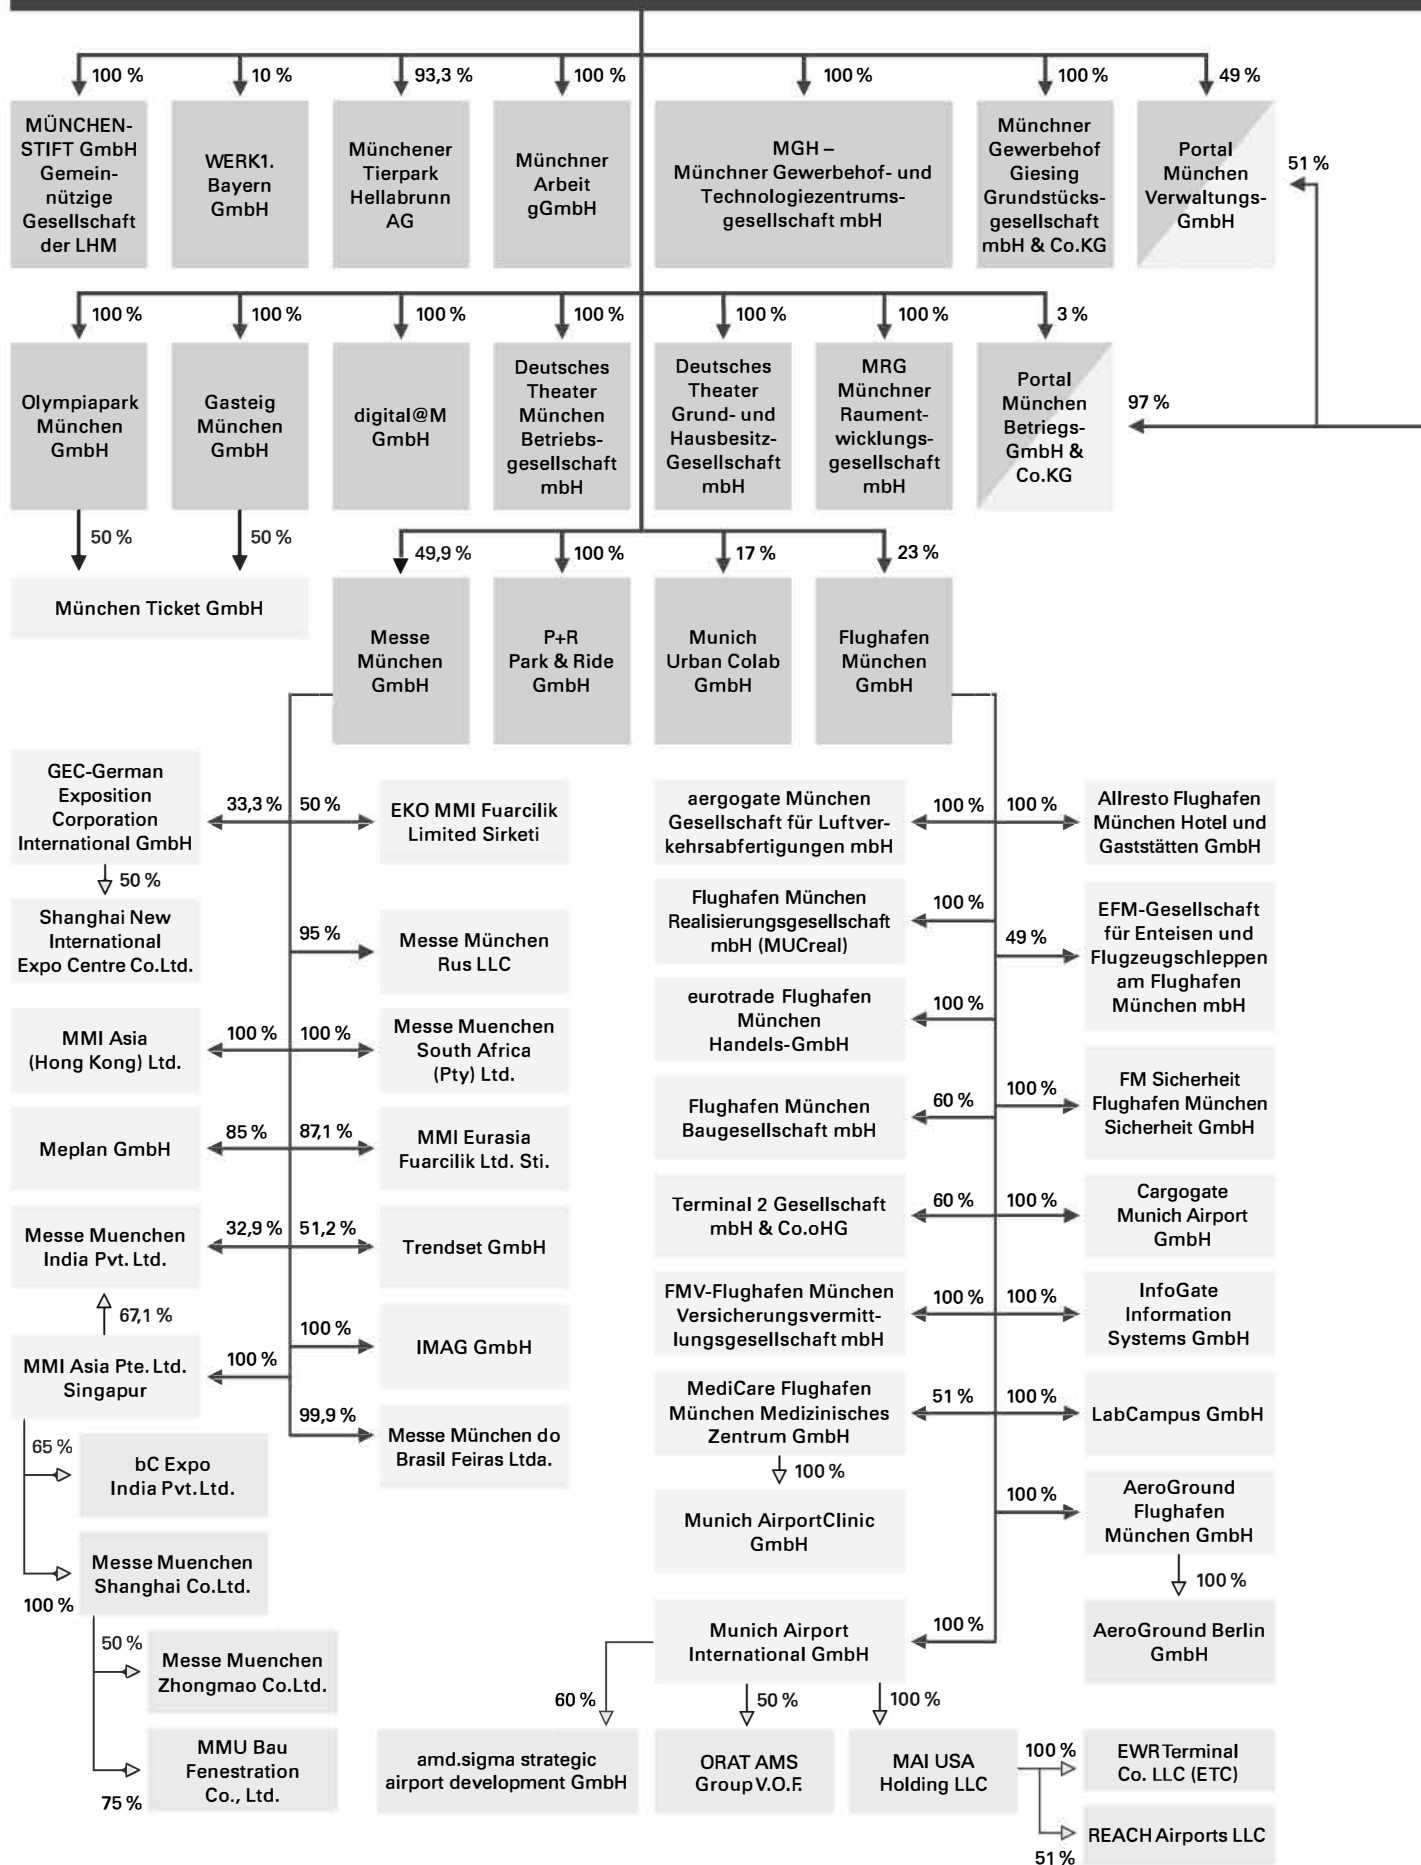 100 %
10 %
93,3 %
100 %
100 %
100 %
49 %
MÜNCHEN-
STIFT GmbH
Gemein-
nützige
Gesellschaft
der LHM
WERK1.
Bayern
GmbH
Münchener
Tierpark
Hellabrunn
AG
Münchner
Arbeit
gGmbH
MGH –
Münchner Gewerbehof- und
Technologiezentrums-
gesellschaft mbH
Münchner
Gewerbehof
Giesing
Grundstücks-
gesellschaft
mbH & Co.KG
Portal
München
Verwaltungs-
GmbH
51 %
100 %
100 %
100 %
100 %
100 %
100 %
3 %
Olympiapark
München
GmbH
Gasteig
München
GmbH
digital@M
GmbH
Deutsches
Theater
München
Betriebs-
gesellschaft
mbH
Deutsches
Theater
Grund- und
Hausbesitz-
Gesellschaft
mbH
MRG
Münchner
Raument-
wicklungs-
gesellschaft
mbH
Portal
München
Betriegs-
GmbH &
Co.KG
97 %
50 %
50 %
München Ticket GmbH
49,9 %
100 %
17 %
23 %
Messe
München
GmbH
P+R
Park & Ride
GmbH
Munich
Urban Colab
GmbH
Flughafen
München
GmbH
GEC-German
Exposition
Corporation
International GmbH
33,3 %
50 %
EKO MMI Fuarcilik
Limited Sirketi
50 %
Shanghai New
International
Expo Centre Co.Ltd.
95 %
Messe München
Rus LLC
MMI Asia
(Hong Kong) Ltd.
100 %
100 %
Messe Muenchen
South Africa
(Pty) Ltd.
Meplan GmbH
85 %
87,1 %
MMI Eurasia
Fuarcilik Ltd. Sti.
Messe Muenchen
India Pvt. Ltd.
32,9 %
51,2 %
Trendset GmbH
67,1 %
100 %
IMAG GmbH
MMI Asia Pte. Ltd.
Singapur
100 %
99,9 %
Messe München do
Brasil Feiras Ltda.
65 %
bC Expo
India Pvt. Ltd.
Messe Muenchen
Shanghai Co.Ltd.
100 %
50 %
Messe Muenchen
Zhongmao Co.Ltd.
MMU Bau
Fenestration
Co., Ltd.
75 %
aergogate München
Gesellschaft für Luftver-
kehrsabfertigungen mbH
100 %
100 %
Allresto Flughafen
München Hotel und
Gaststätten GmbH
Flughafen München
Realisierungsgesellschaft
mbH (MUCreal)
100 %
49 %
EFM-Gesellschaft
für Enteisen und
Flugzeugschleppen
am Flughafen
München mbH
eurotrade Flughafen
München
Handels-GmbH
100 %
Flughafen München
Baugesellschaft mbH
60 %
100 %
FM Sicherheit
Flughafen München
Sicherheit GmbH
Terminal 2 Gesellschaft
mbH & Co.oHG
60 %
100 %
Cargogate
Munich Airport
GmbH
FMV-Flughafen München
Versicherungsvermitt-
lungsgesellschaft mbH
100 %
100 %
InfoGate
Information
Systems GmbH
MediCare Flughafen
München Medizinisches
Zentrum GmbH
51 %
100 %
LabCampus GmbH
100 %
Munich AirportClinic
GmbH
100 %
AeroGround
Flughafen
München GmbH
100 %
AeroGround Berlin
GmbH
Munich Airport
International GmbH
100 %
60 %
50 %
100 %
amd.sigma strategic
airport development GmbH
ORAT AMS
Group V.O.F.
MAI USA
Holding LLC
100 %
EWR Terminal
Co. LLC (ETC)
REACH Airports LLC
51 %